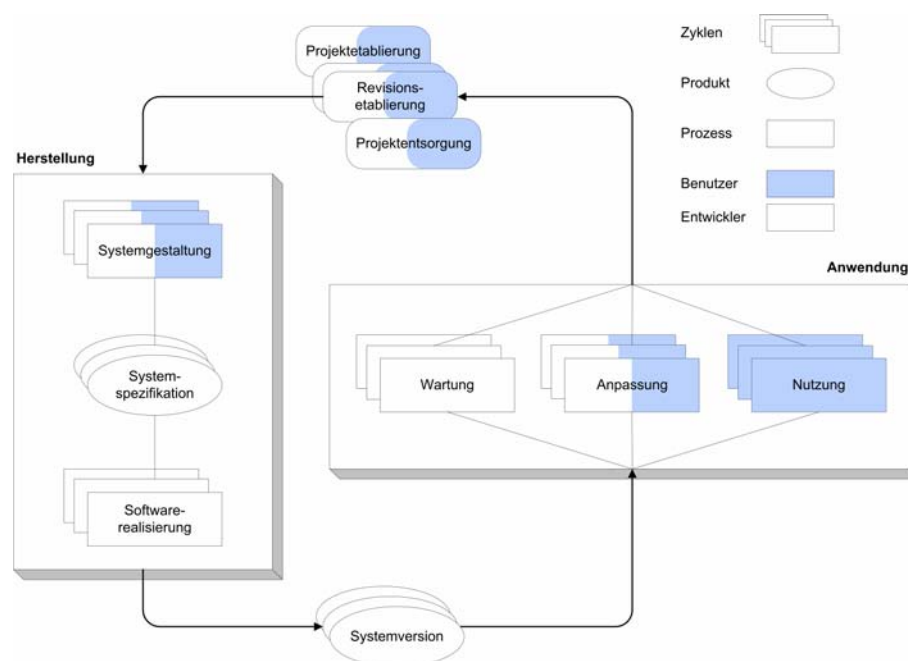 Projektetablierung
Revisions-
etablierung
Projektentsorgung
Zyklen
Produkt
Prozess
Benutzer
Entwickler
Herstellung
Systemgestaltung
System-
spezifikation
Software-
realisierung
Anwendung
Wartung
Anpassung
Nutzung
Systemversion